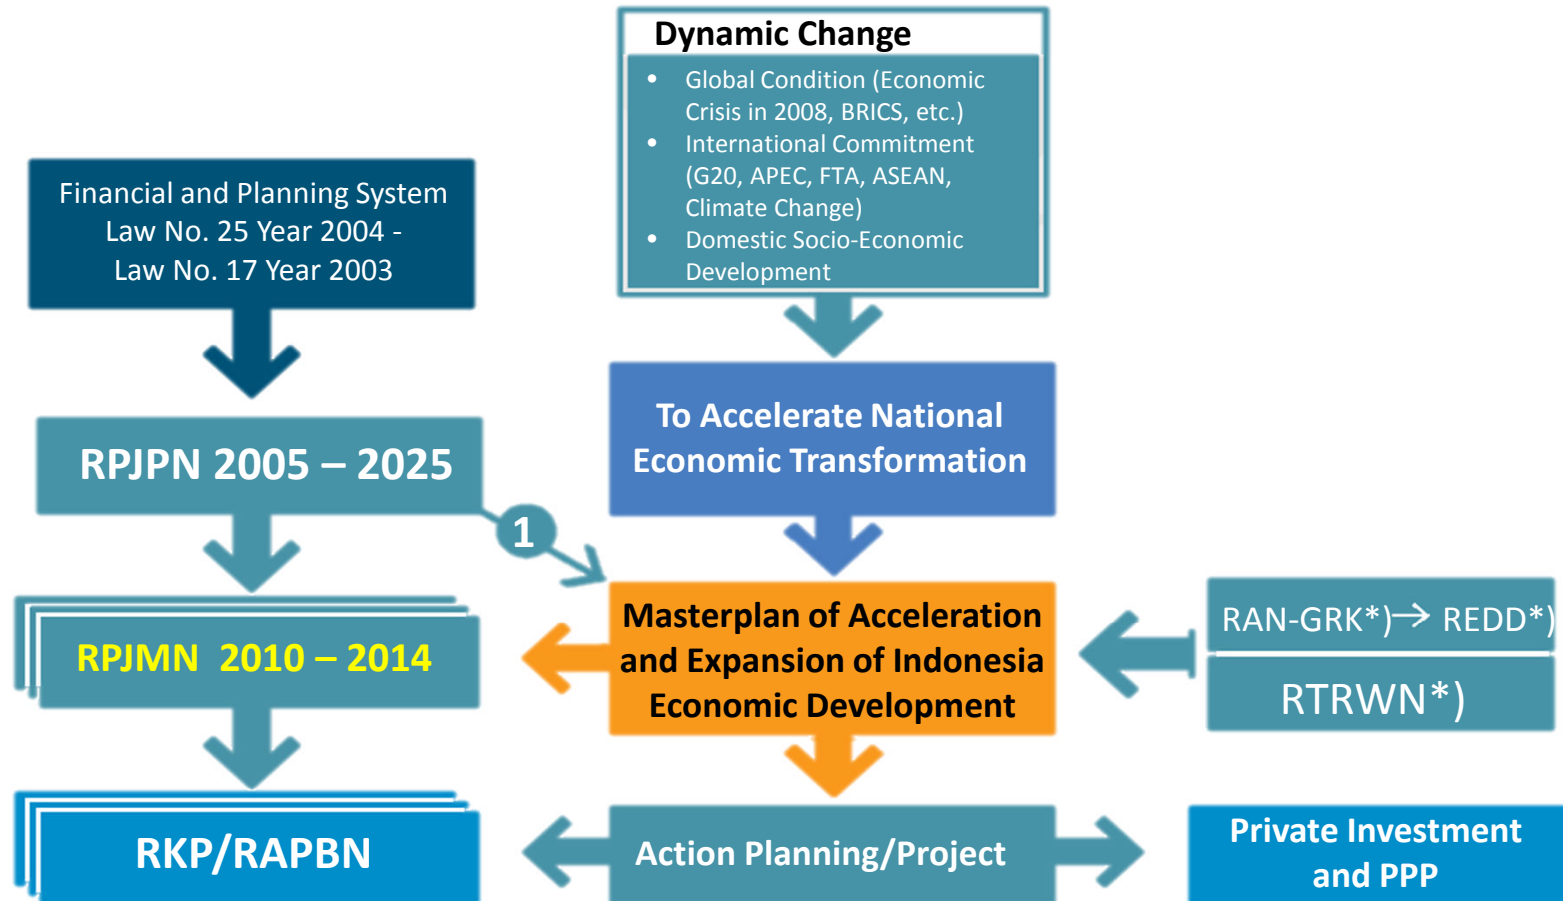 Dynamic Change
• Global Condition (Economic
Crisis in 2008, BRICS, etc.)
• International Commitment
(G20, APEC, FTA, ASEAN,
Climate Change)
• Domestic Socio-Economic
Development
Financial and Planning System
Law No. 25 Year 2004 -
Law No. 17 Year 2003
To Accelerate National
Economic Transformation
RPJPN 2005 – 2025
1
Masterplan of Acceleration
and Expansion of Indonesia
Economic Development
RPJMN 2010 – 2014
RAN-GRK*)→ REDD*)
RTRWN*)
RKP/RAPBN
Action Planning/Project
Private Investment
and PPP